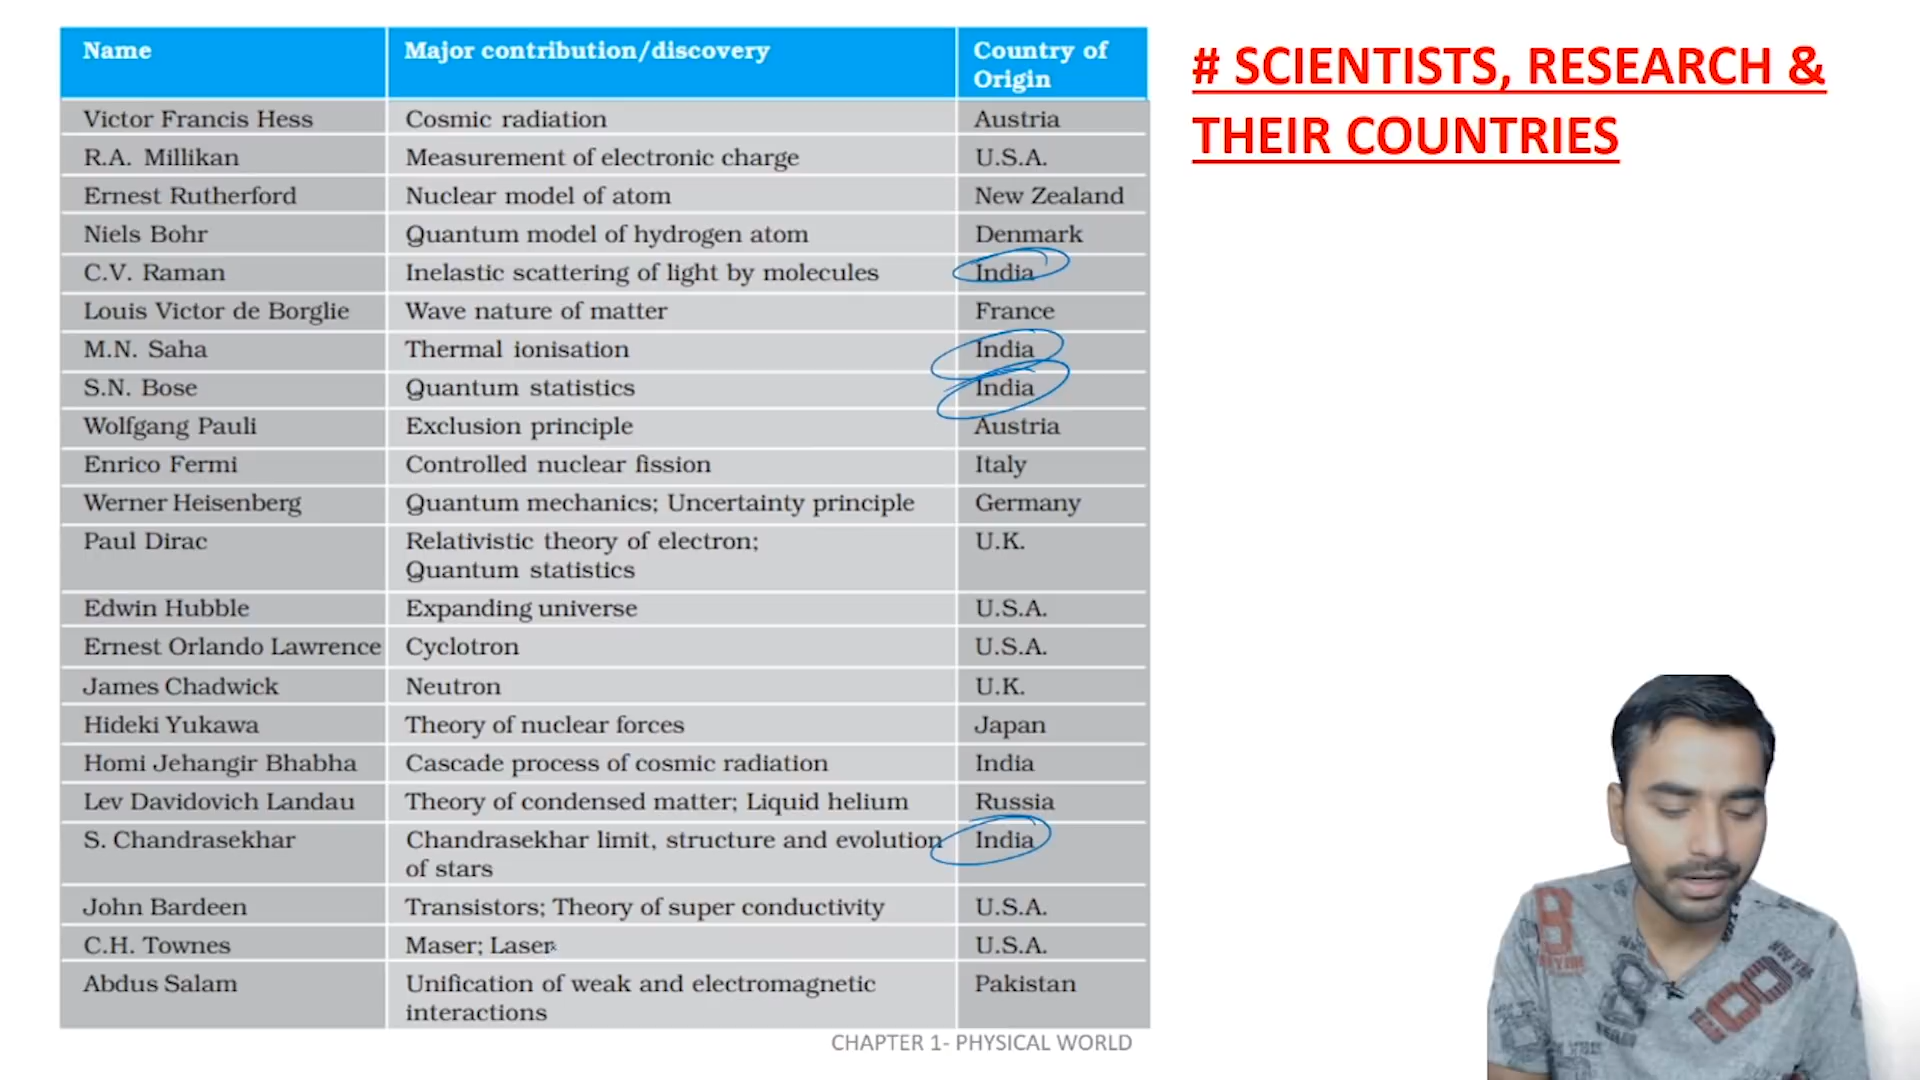 Name Major contribution/discovery Country of Origin
Victor Francis Hess Cosmic radiation Austria
R.A. Millikan Measurement of electronic charge U.S.A.
Ernest Rutherford Nuclear model of atom New Zealand
Niels Bohr Quantum model of hydrogen atom Denmark
C.V. Raman Inelastic scattering of light by molecules India
Louis Victor de Borglie Wave nature of matter France
M.N. Saha Thermal ionisation India
S.N. Bose Quantum statistics India
Wolfgang Pauli Exclusion principle Austria
Enrico Fermi Controlled nuclear fission Italy
Werner Heisenberg Quantum mechanics; Uncertainty principle Germany
Paul Dirac Relativistic theory of electron; U.K.
Quantum statistics
Edwin Hubble Expanding universe U.S.A.
Ernest Orlando Lawrence Cyclotron U.S.A.
James Chadwick Neutron U.K.
Hideki Yukawa Theory of nuclear forces Japan
Homi Jehangir Bhabha Cascade process of cosmic radiation India
Lev Davidovich Landau Theory of condensed matter; Liquid helium Russia
S. Chandrasekhar Chandrasekhar limit, structure and evolution India
of stars
John Bardeen Transistors; Theory of super conductivity U.S.A.
C.H. Townes Maser; Laser U.S.A.
Abdus Salam Unification of weak and electromagnetic Pakistan
interactions
# SCIENTISTS, RESEARCH &
THEIR COUNTRIES
CHAPTER 1- PHYSICAL WORLD